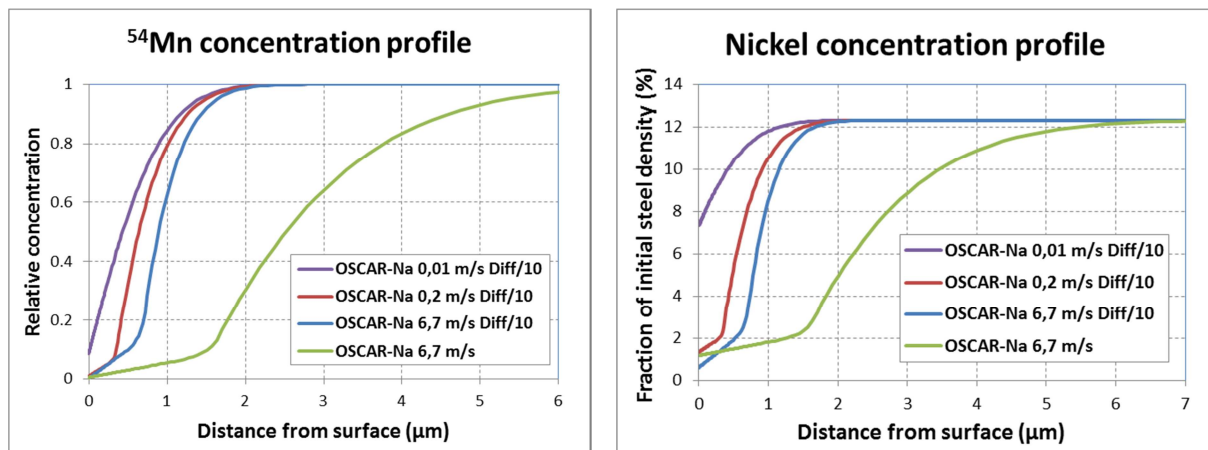 ⁵⁴Mn concentration profile
Relative concentration
1
0.8
0.6
0.4
0.2
0
0 1 2 3 4 5 6
Distance from surface (µm)
OSCAR-Na 0,01 m/s Diff/10
OSCAR-Na 0,2 m/s Diff/10
OSCAR-Na 6,7 m/s Diff/10
OSCAR-Na 6,7 m/s
Nickel concentration profile
Fraction of initial steel density (%)
14
12
10
8
6
4
2
0
0 1 2 3 4 5 6 7
Distance from surface (µm)
OSCAR-Na 0,01 m/s Diff/10
OSCAR-Na 0,2 m/s Diff/10
OSCAR-Na 6,7 m/s Diff/10
OSCAR-Na 6,7 m/s